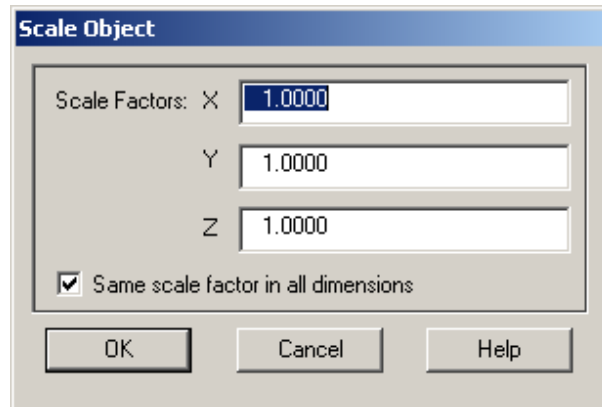 Scale Object
Scale Factors: X 1.0000
Y 1.0000
Z 1.0000
Same scale factor in all dimensions
OK Cancel Help